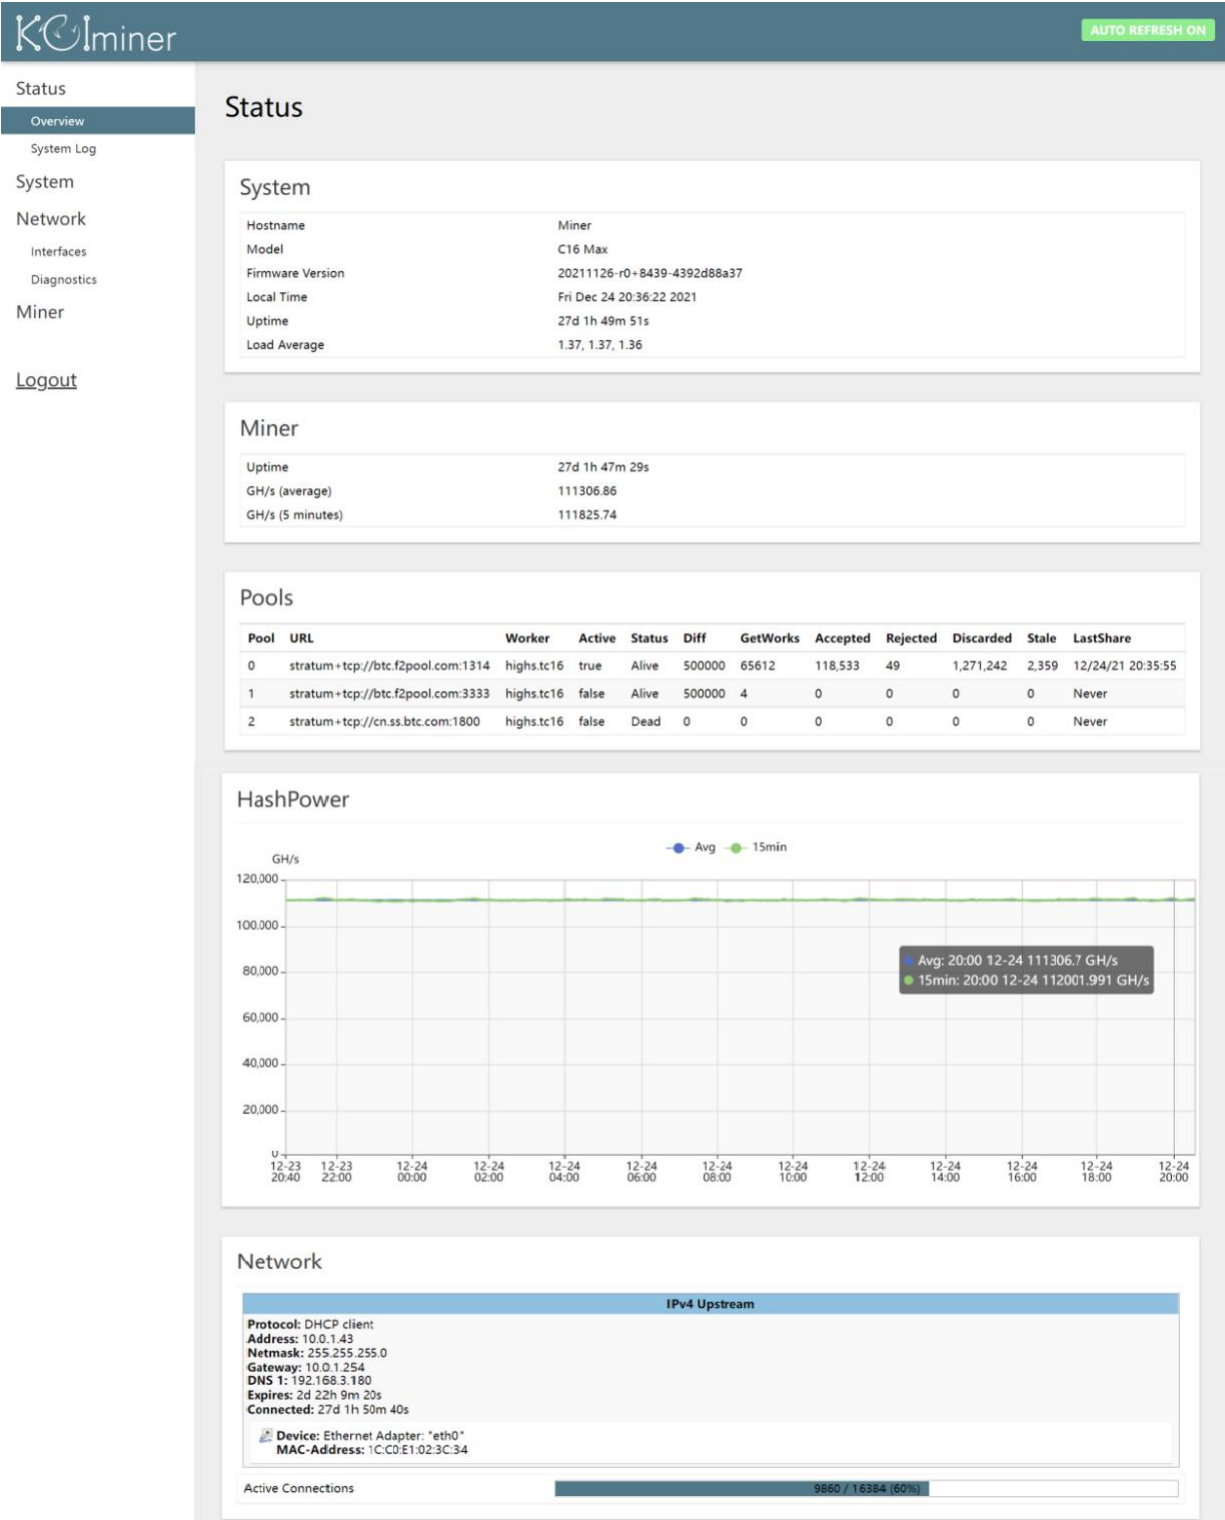 KOIminer
AUTO REFRESH ON
Status
Overview
System Log
System
Network
Interfaces
Diagnostics
Miner
Logout
Status
System
Hostname Miner
Model C16 Max
Firmware Version 20211126-r0+8439-4392d88a37
Local Time Fri Dec 24 20:36:22 2021
Uptime 27d 1h 49m 51s
Load Average 1.37, 1.37, 1.36
Miner
Uptime 27d 1h 47m 29s
GH/s (average) 111306.86
GH/s (5 minutes) 111825.74
Pools
Pool URL Worker Active Status Diff GetWorks Accepted Rejected Discarded Stale LastShare
0 stratum+tcp://btc.f2pool.com:1314 highs.tc16 true Alive 500000 65612 118,533 49 1,271,242 2,359 12/24/21 20:35:55
1 stratum+tcp://btc.f2pool.com:3333 highs.tc16 false Alive 500000 4 0 0 0 0 Never
2 stratum+tcp://cn.ss.btc.com:1800 highs.tc16 false Dead 0 0 0 0 0 0 Never
HashPower
Avg 15min
GH/s
120,000
100,000
80,000
Avg: 20:00 12-24 111306.7 GH/s
15min: 20:00 12-24 112001.991 GH/s
60,000
40,000
20,000
0
12-23 12-23 12-24 12-24 12-24 12-24 12-24 12-24 12-24 12-24 12-24 12-24 12-24
20:40 22:00 00:00 02:00 04:00 06:00 08:00 10:00 12:00 14:00 16:00 18:00 20:00
Network
IPv4 Upstream
Protocol: DHCP client
Address: 10.0.1.43
Netmask: 255.255.255.0
Gateway: 10.0.1.254
DNS 1: 192.168.3.180
Expires: 2d 22h 9m 20s
Connected: 27d 1h 50m 40s
Device: Ethernet Adapter: "eth0"
MAC-Address: 1C:C0:E1:02:3C:34
Active Connections 9860 / 16384 (60%)